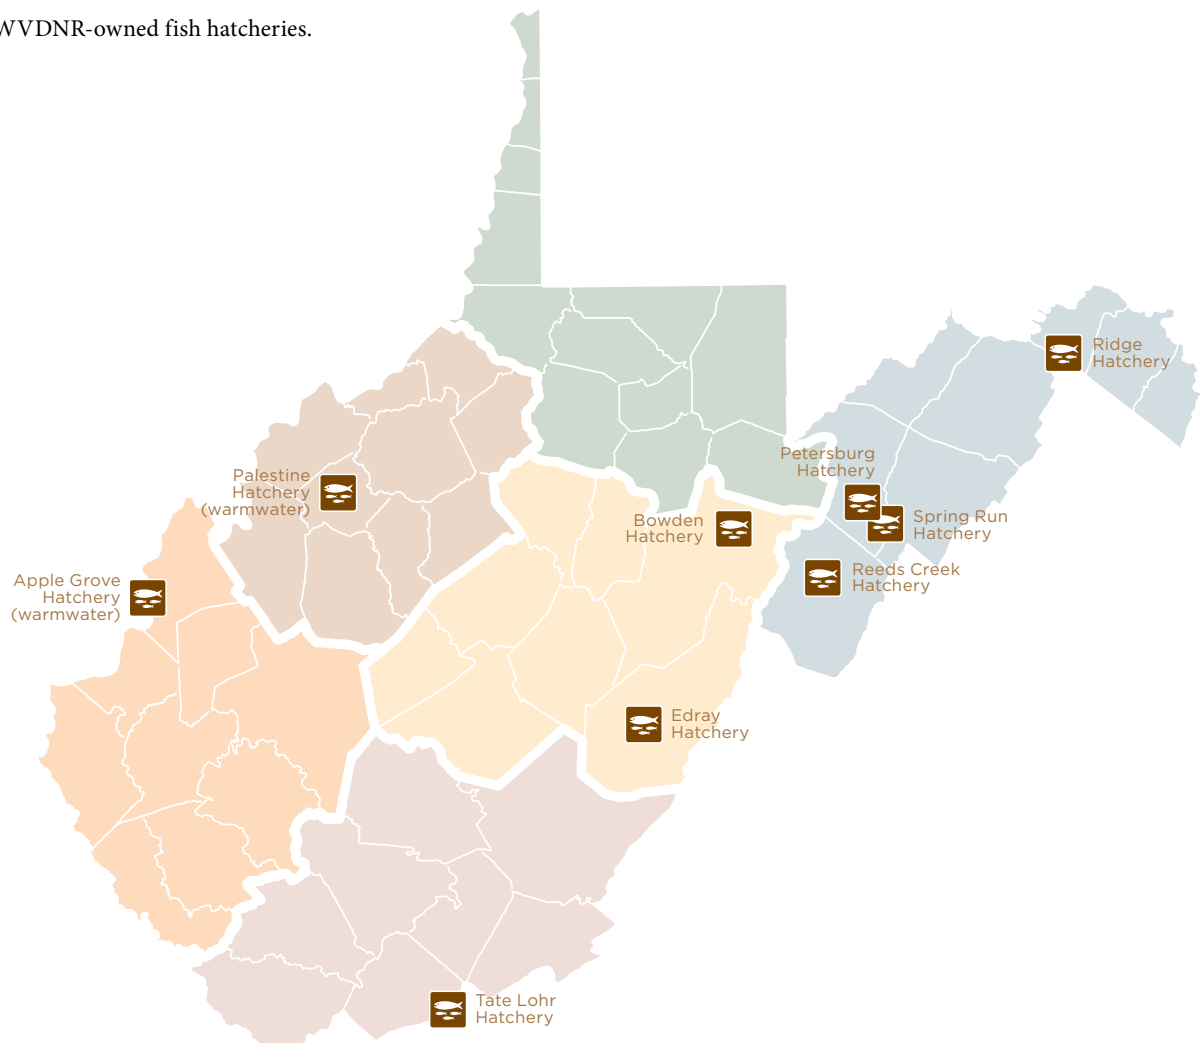 WVDNR-owned fish hatcheries.
Ridge
Hatchery
Petersburg
Hatchery
Palestine
Hatchery
(warmwater)
Bowden
Hatchery
Spring Run
Hatchery
Reeds Creek
Hatchery
Apple Grove
Hatchery
(warmwater)
Edray
Hatchery
Tate Lohr
Hatchery